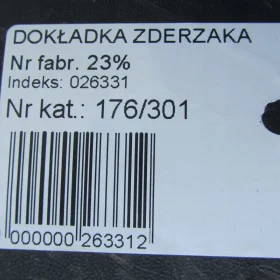 DOKŁADKA ZDERZAKA
Nr fabr. 23%
Indeks: 026331
Nr kat.: 176/301
000000 263312